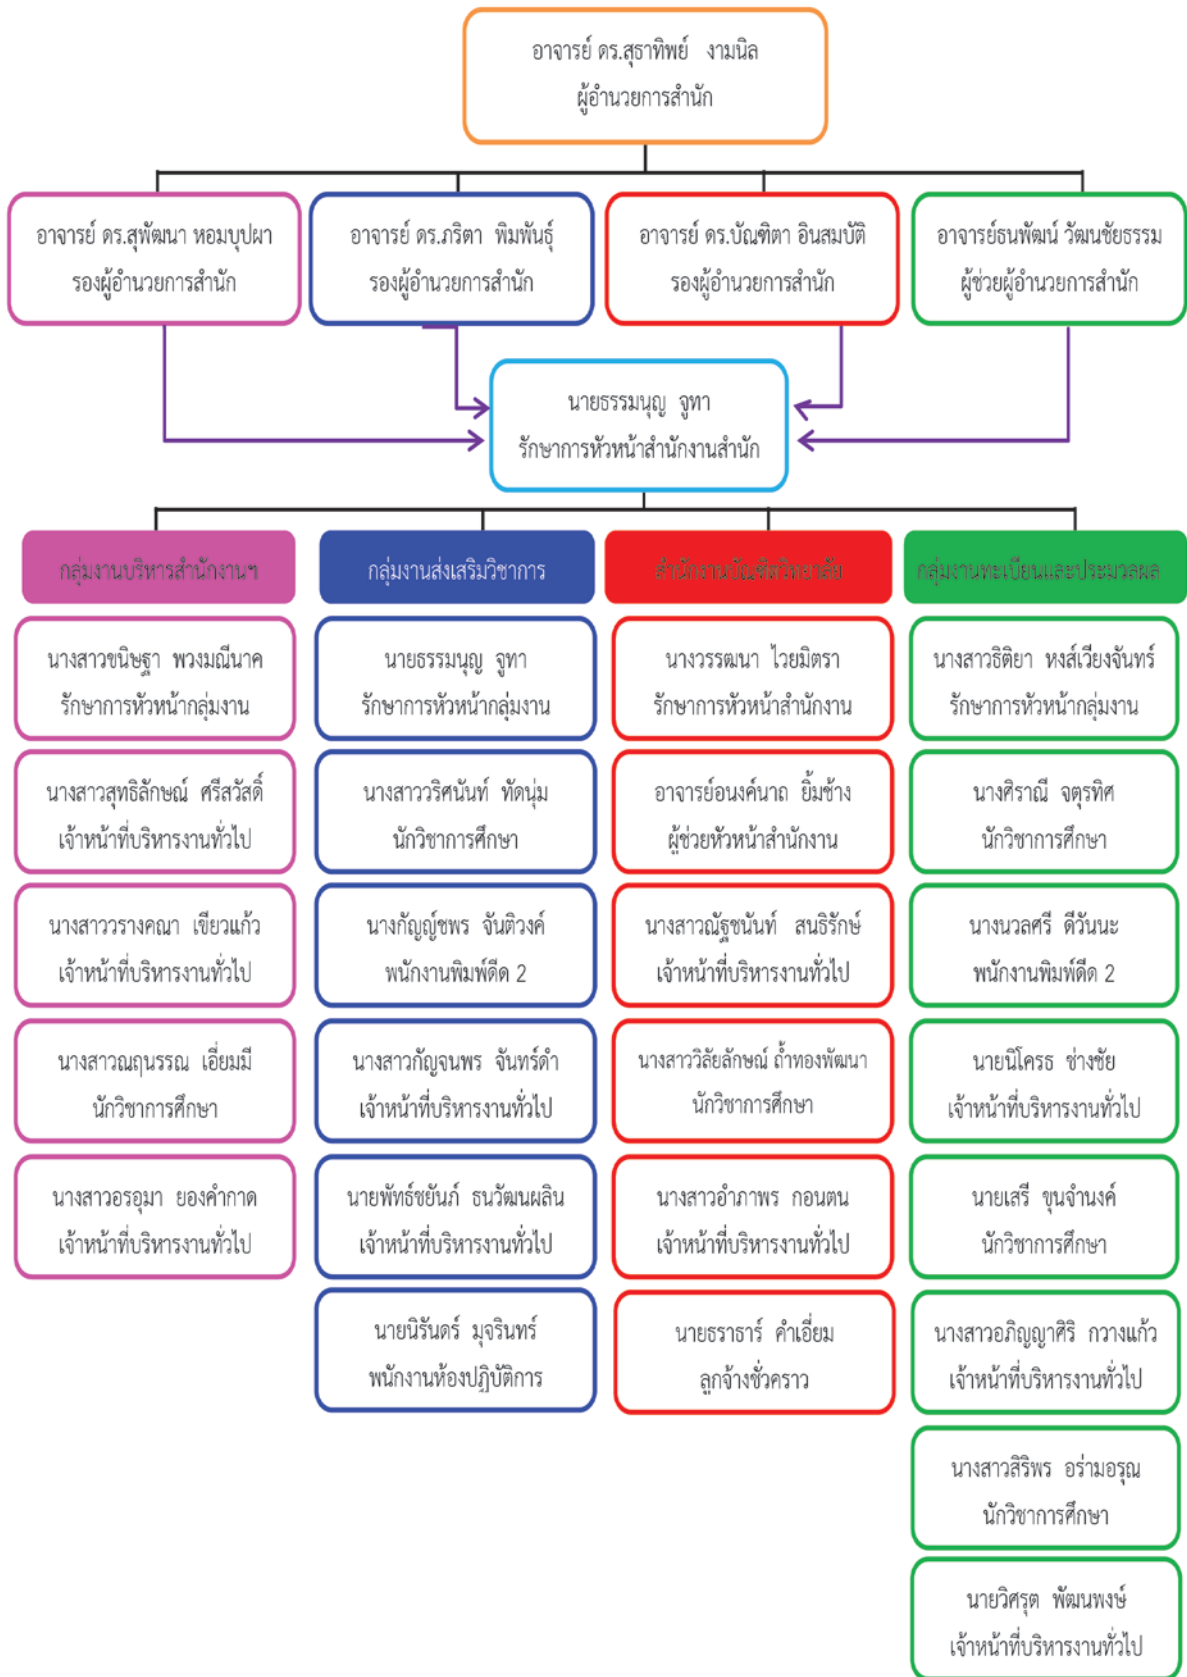 อาจารย์ ดร.สุธาทิพย์ งามนิล
ผู้อำนวยการสำนัก
อาจารย์ ดร.สุพัฒนา หอมบุปผา
รองผู้อำนวยการสำนัก
อาจารย์ ดร.ภริตา พิมพันธุ์
รองผู้อำนวยการสำนัก
อาจารย์ ดร.บัณฑิตา อินสมบัติ
รองผู้อำนวยการสำนัก
อาจารย์ธนพัฒน์ วัฒนชัยธรรม
ผู้ช่วยผู้อำนวยการสำนัก
นายธรรมนุญ จูทา
รักษาการหัวหน้าสำนักงานสำนัก
กลุ่มงานบริหารสำนักงานฯ
นางสาวขนิษฐา พวงมณีนาค
รักษาการหัวหน้ากลุ่มงาน
นางสาวสุทธิลักษณ์ ศรีสวัสดิ์
เจ้าหน้าที่บริหารงานทั่วไป
นางสาววรางคณา เขียวแก้ว
เจ้าหน้าที่บริหารงานทั่วไป
นางสาวณฤนรรณ เอี่ยมมี
นักวิชาการศึกษา
นางสาวอรอุมา ยองคำกาด
เจ้าหน้าที่บริหารงานทั่วไป
กลุ่มงานส่งเสริมวิชาการ
นายธรรมนุญ จูทา
รักษาการหัวหน้ากลุ่มงาน
นางสาววริศนันท์ ทัดนุ่ม
นักวิชาการศึกษา
นางกัญญ์ชพร จันติวงค์
พนักงานพิมพ์ดีด 2
นางสาวกัญจนพร จันทร์ดำ
เจ้าหน้าที่บริหารงานทั่วไป
นายพัทธ์ชยันภ์ ธนวัฒนผลิน
เจ้าหน้าที่บริหารงานทั่วไป
นายนิรันดร์ มุจรินทร์
พนักงานห้องปฏิบัติการ
สำนักงานบัณฑิตวิทยาลัย
นางวรรฒนา ไวยมิตรา
รักษาการหัวหน้าสำนักงาน
อาจารย์อนงค์นาถ ยิ้มช้าง
ผู้ช่วยหัวหน้าสำนักงาน
นางสาวณัฐชนันท์ สนธิรักษ์
เจ้าหน้าที่บริหารงานทั่วไป
นางสาววิลัยลักษณ์ ถ้ำทองพัฒนา
นักวิชาการศึกษา
นางสาวอำภาพร กอนตน
เจ้าหน้าที่บริหารงานทั่วไป
นายธราธาร์ คำเอี่ยม
ลูกจ้างชั่วคราว
กลุ่มงานทะเบียนและประมวลผล
นางสาวธิติยา หงส์เวียงจันทร์
รักษาการหัวหน้ากลุ่มงาน
นางศิราณี จตุรทิศ
นักวิชาการศึกษา
นางนวลศรี ดีวันนะ
พนักงานพิมพ์ดีด 2
นายนิโครธ ช่างชัย
เจ้าหน้าที่บริหารงานทั่วไป
นายเสรี ขุนจำนงค์
นักวิชาการศึกษา
นางสาวอภิญญาศิริ กวางแก้ว
เจ้าหน้าที่บริหารงานทั่วไป
นางสาวสิริพร อร่ามอรุณ
นักวิชาการศึกษา
นายวิศรุต พัฒนพงษ์
เจ้าหน้าที่บริหารงานทั่วไป